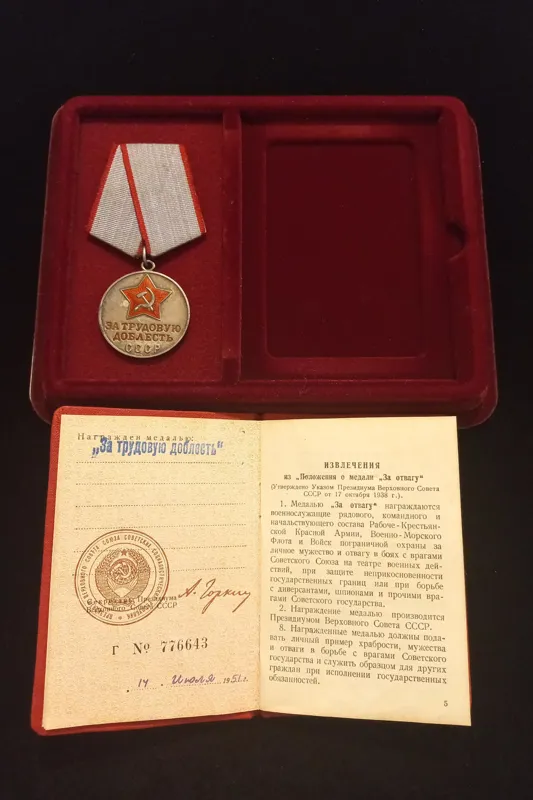 ЗА ТРУДОВУЮ
ДОБЛЕСТЬ
СССР
Награжден медалью:
„За трудовую доблесть“
Секретарь Президиума
Верховного Совета СССР
А. Горкин
Г № 776643
14 Июля 1951 г.
ИЗВЛЕЧЕНИЯ
из „Положения о медали „За отвагу“
(Утверждено Указом Президиума Верховного Совета
СССР от 17 октября 1938 г.).
1. Медалью „За отвагу“ награждаются
военнослужащие рядового, командного и
начальствующего состава Рабоче-Крестьян-
ской Красной Армии, Военно-Морского
Флота и Войск пограничной охраны за
личное мужество и отвагу в боях с врагами
Советского Союза на театре военных дей-
ствий, при защите неприкосновенности
государственных границ или при борьбе
с диверсантами, шпионами и прочими вра-
гами Советского государства.
2. Награждение медалью производится
Президиумом Верховного Совета СССР.
8. Награжденные медалью должны пода-
вать личный пример храбрости, мужества
и отваги в борьбе с врагами Советского
государства и служить образцом для других
граждан при исполнении государственных
обязанностей.
5